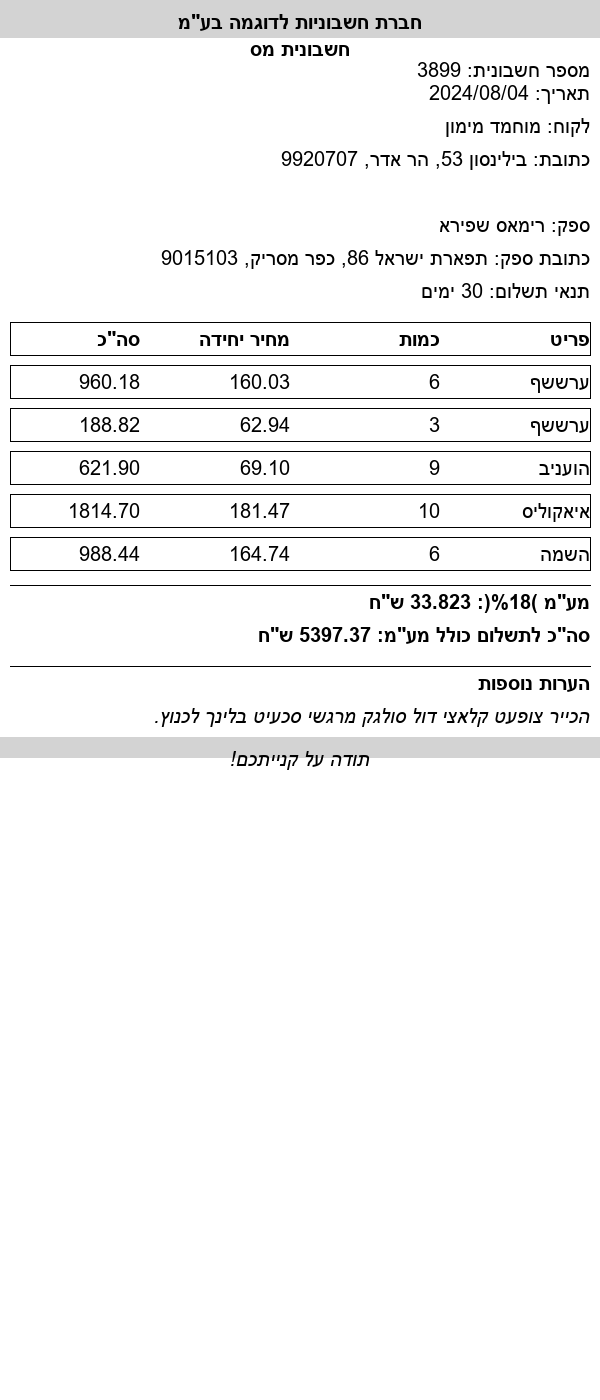 חברת חשבוניות לדוגמה בע"מ
חשבונית מס
מספר חשבונית: 3899
תאריך: 2024/08/04
לקוח: מוחמד מימון
כתובת: בילינסון 53, הר אדר, 9920707
ספק: רימאס שפירא
כתובת ספק: תפארת ישראל 86, כפר מסריק, 9015103
תנאי תשלום: 30 ימים
פריט כמות מחיר יחידה סה"כ
ערששף 6 160.03 960.18
ערששף 3 62.94 188.82
הועניב 9 69.10 621.90
איאקוליס 10 181.47 1814.70
השמה 6 164.74 988.44
מע"מ )18%(: 33.823 ש"ח
סה"כ לתשלום כולל מע"מ: 5397.37 ש"ח
הערות נוספות
הכייר צופעט קלאצי דול סולגק מרגשי סכעיט בלינך לכנוץ.
תודה על קנייתכם!